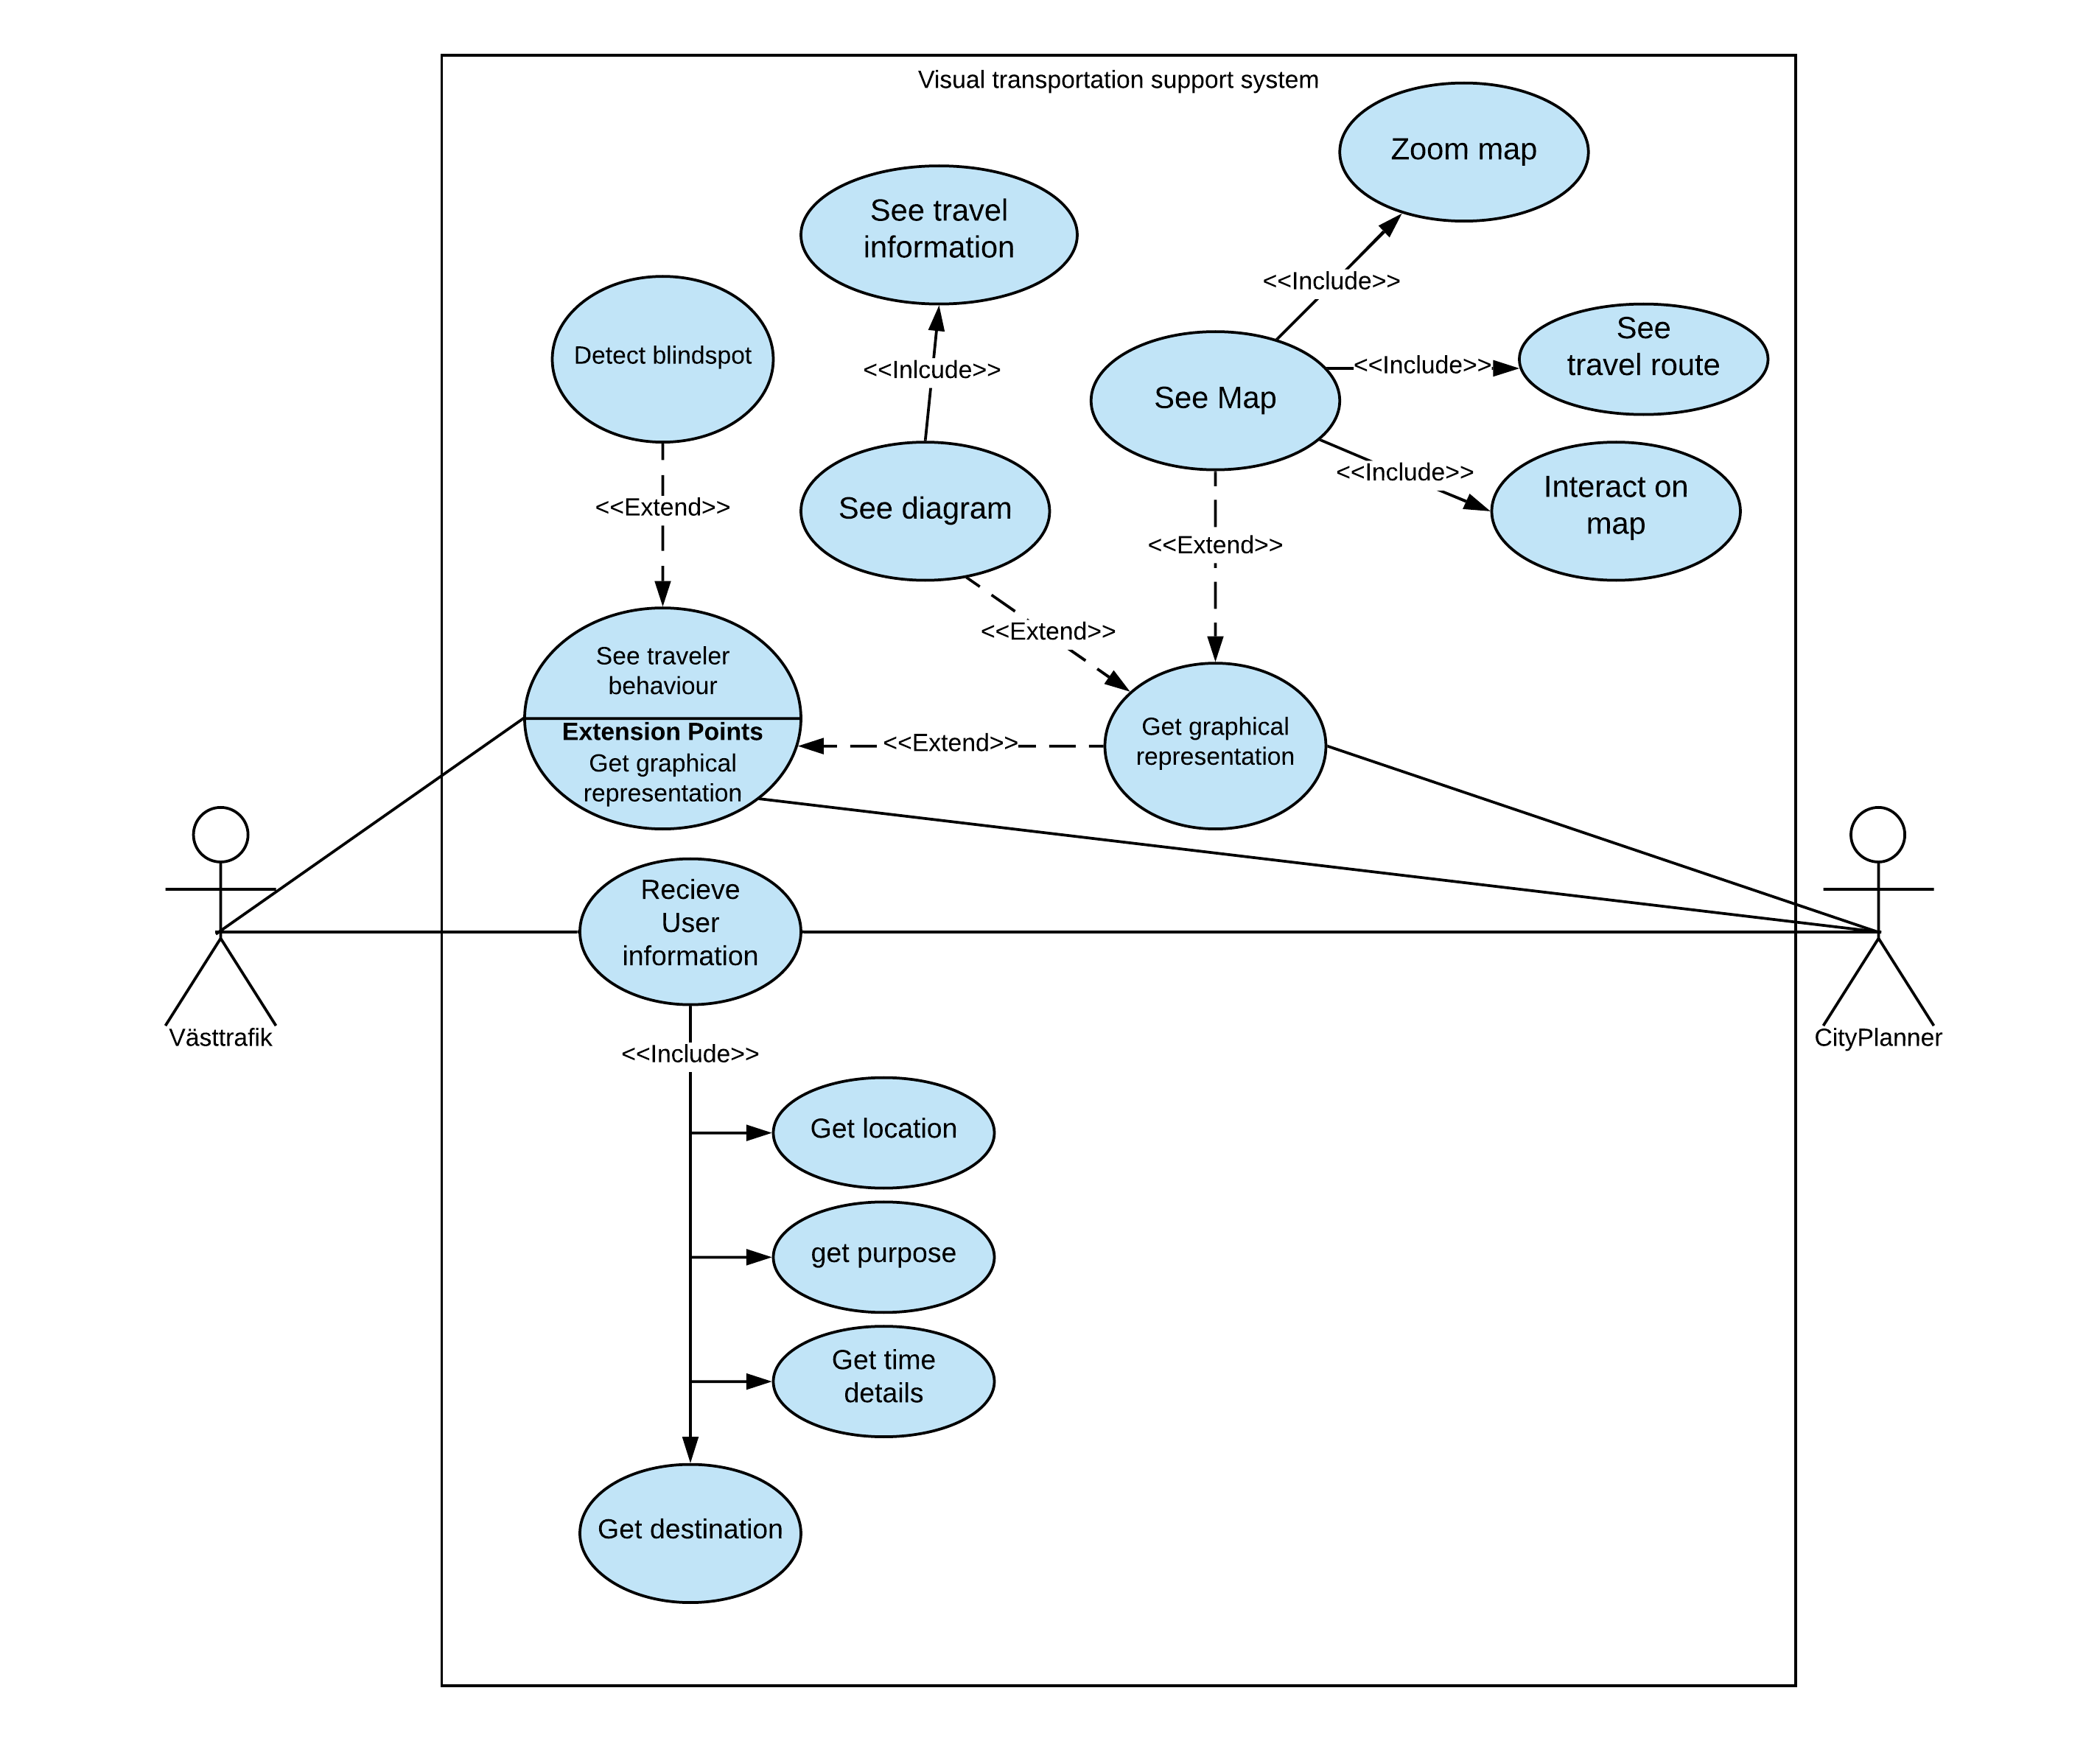 Visual transportation support system
Zoom map
See travel
information
<<Include>>
See
travel route
Detect blindspot
<<Inlcude>>
<<Include>>
See Map
<<Include>>
Interact on
map
<<Extend>>
See diagram
<<Extend>>
<<Extend>>
See traveler
behaviour
Extension Points
Get graphical
representation
<<Extend>>
Get graphical
representation
Recieve
User
information
Västtrafik
CityPlanner
<<Include>>
Get location
get purpose
Get time
details
Get destination